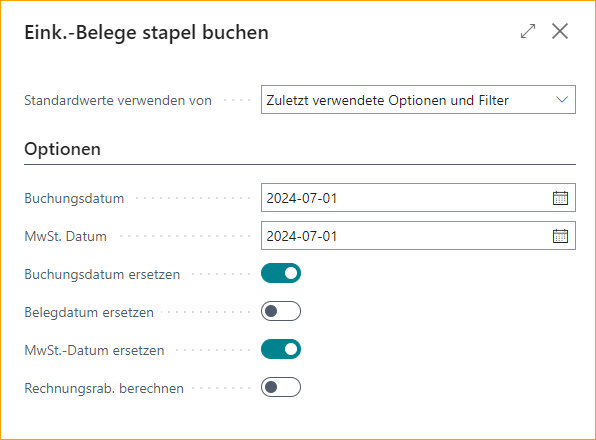 Eink.-Belege stapel buchen
Standardwerte verwenden von Zuletzt verwendete Optionen und Filter
Optionen
Buchungsdatum 2024-07-01
MwSt. Datum 2024-07-01
Buchungsdatum ersetzen
Belegdatum ersetzen
MwSt.-Datum ersetzen
Rechnungsrab. berechnen